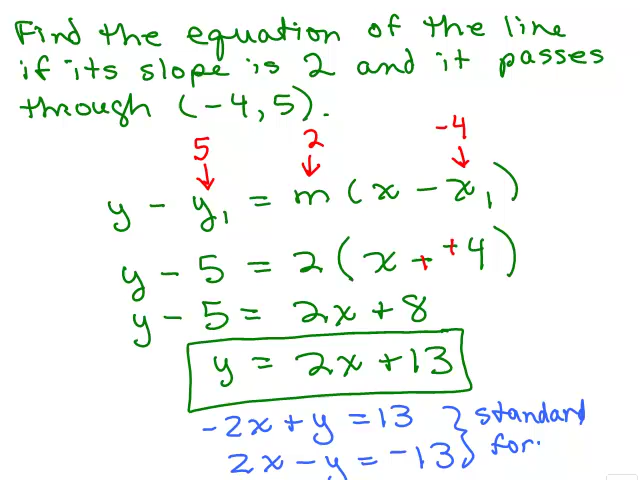 Find the equation of the line
if its slope is 2 and it passes
through (-4, 5).
5 2 -4
y - y₁ = m (x - x₁)
y - 5 = 2 (x + +4)
y - 5 = 2x + 8
y = 2x + 13
-2x + y = 13 } standard
2x - y = -13 } for.